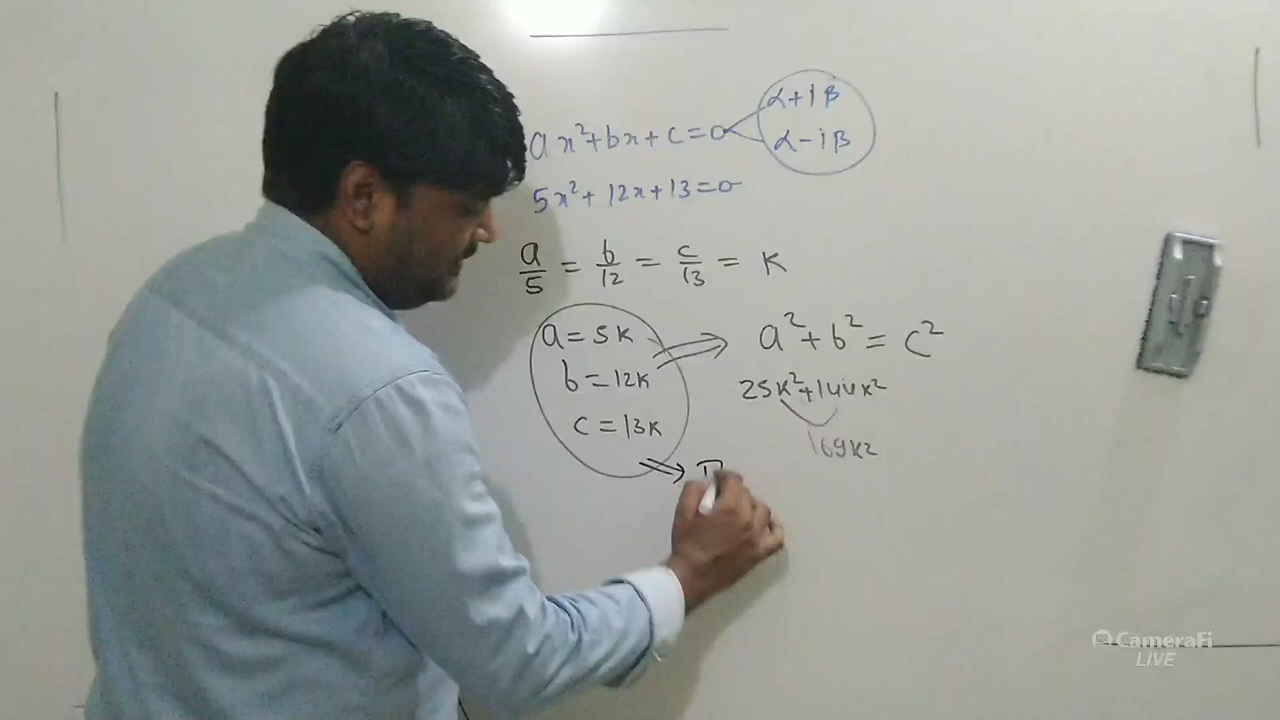 ax²+bx+c=0
α+iβ
α-iβ
5x²+12x+13=0
a/5 = b/12 = c/13 = K
a=5K
b=12K
c=13K
a²+b²=c²
25K²+144K²
169K²
CameraFi
LIVE